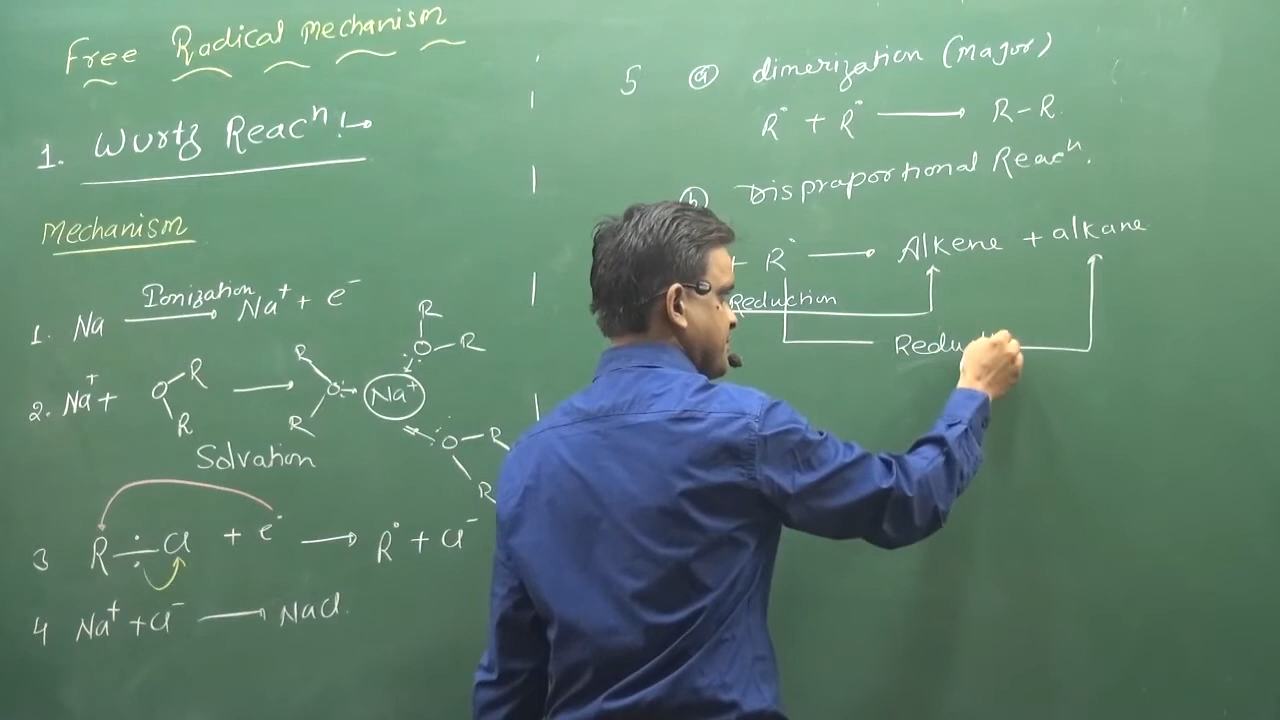 Free Radical Mechanism
1. Wurtz Reacⁿ!→
Mechanism
1. Na Ionization→ Na⁺ + e⁻
2. Na⁺ + R-O-R → R-O-R: → Na⁺ ← :O-R R
:O-R R
Solvation
3 R : Cl + e⁻ → R• + Cl⁻
4 Na⁺ + Cl⁻ → NaCl.
5 ⓐ dimerization (Major)
R• + R• → R-R.
ⓑ Dispraportional Reacⁿ.
+ R• → Alkene + alkane
Reduction